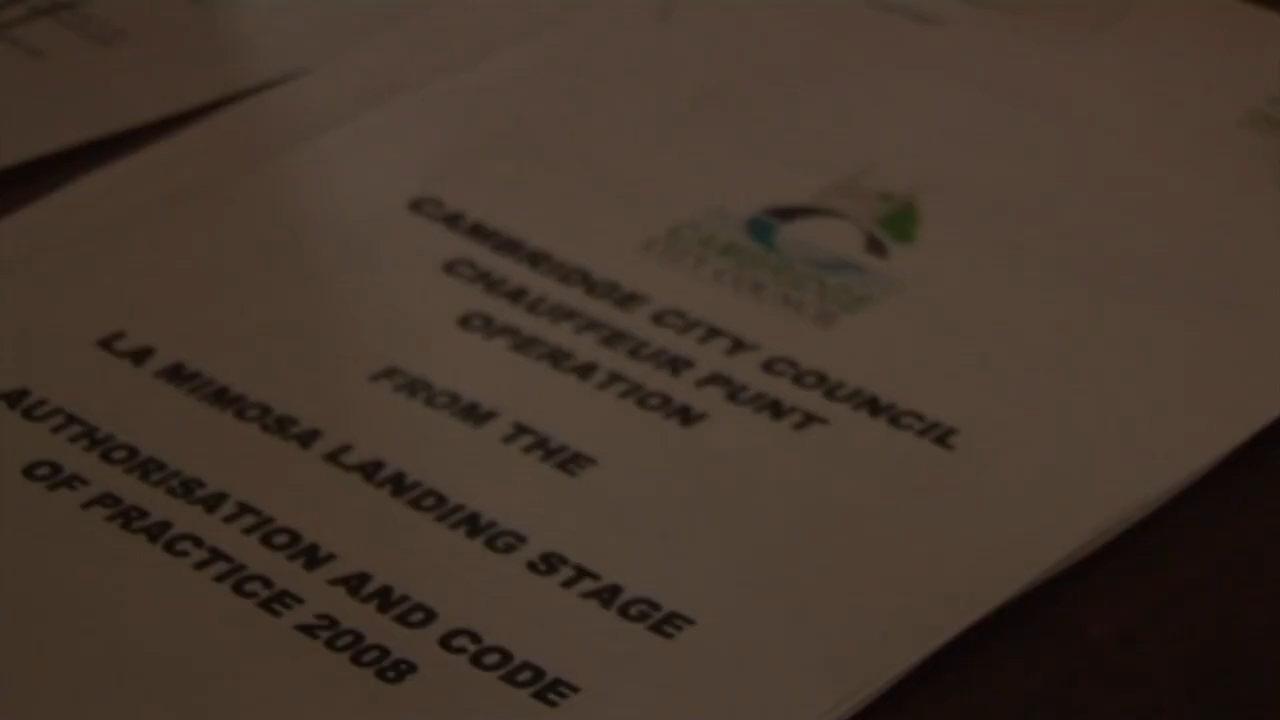 CAMBRIDGE CITY COUNCIL
CHAUFFEUR PUNT
OPERATION
FROM THE
LA MIMOSA LANDING STAGE
AUTHORISATION AND CODE
OF PRACTICE 2008